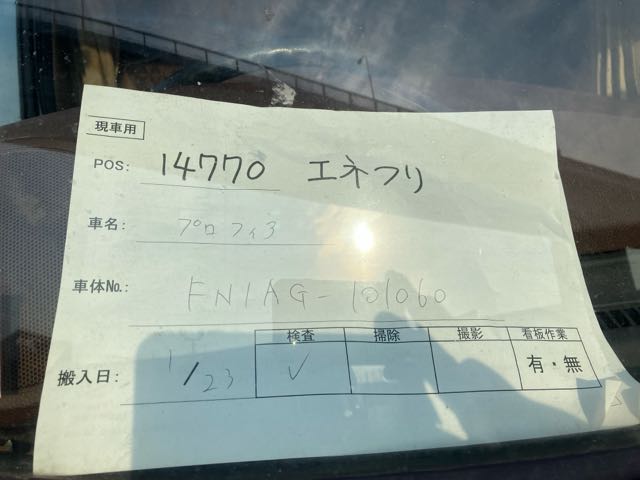 現車用
POS: 14770 エネフリ
車名: プロフィア
車体No.: FN1AG-101060
検査 掃除 撮影 看板作業
搬入日: 1/23 ✓ 有・無